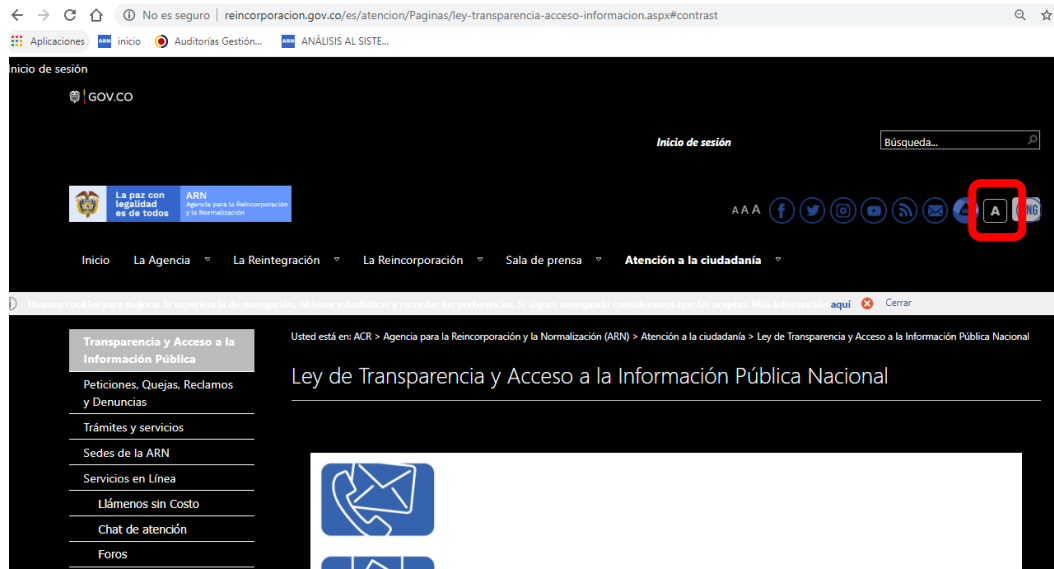 No es seguro | reincorporacion.gov.co/es/atencion/Paginas/ley-transparencia-acceso-informacion.aspx#contrast
Aplicaciones ARN inicio Auditorías Gestión... ARN ANÁLISIS AL SISTE...
Inicio de sesión
GOV.CO
Inicio de sesión Búsqueda...
La paz con
legalidad
es de todos
ARN
Agencia para la Reincorporación
y la Normalización
A A A A
Inicio La Agencia La Reintegración La Reincorporación Sala de prensa Atención a la ciudadanía
Usamos cookies para mejorar la experiencia de navegación, obtener estadísticas y recordar tus preferencias. Si sigues navegando consideramos que las aceptas. Más información aquí Cerrar
Usted está en: ACR > Agencia para la Reincorporación y la Normalización (ARN) > Atención a la ciudadanía > Ley de Transparencia y Acceso a la Información Pública Nacional
Ley de Transparencia y Acceso a la Información Pública Nacional
Transparencia y Acceso a la
Información Pública
Peticiones, Quejas, Reclamos
y Denuncias
Trámites y servicios
Sedes de la ARN
Servicios en Línea
Llámenos sin Costo
Chat de atención
Foros